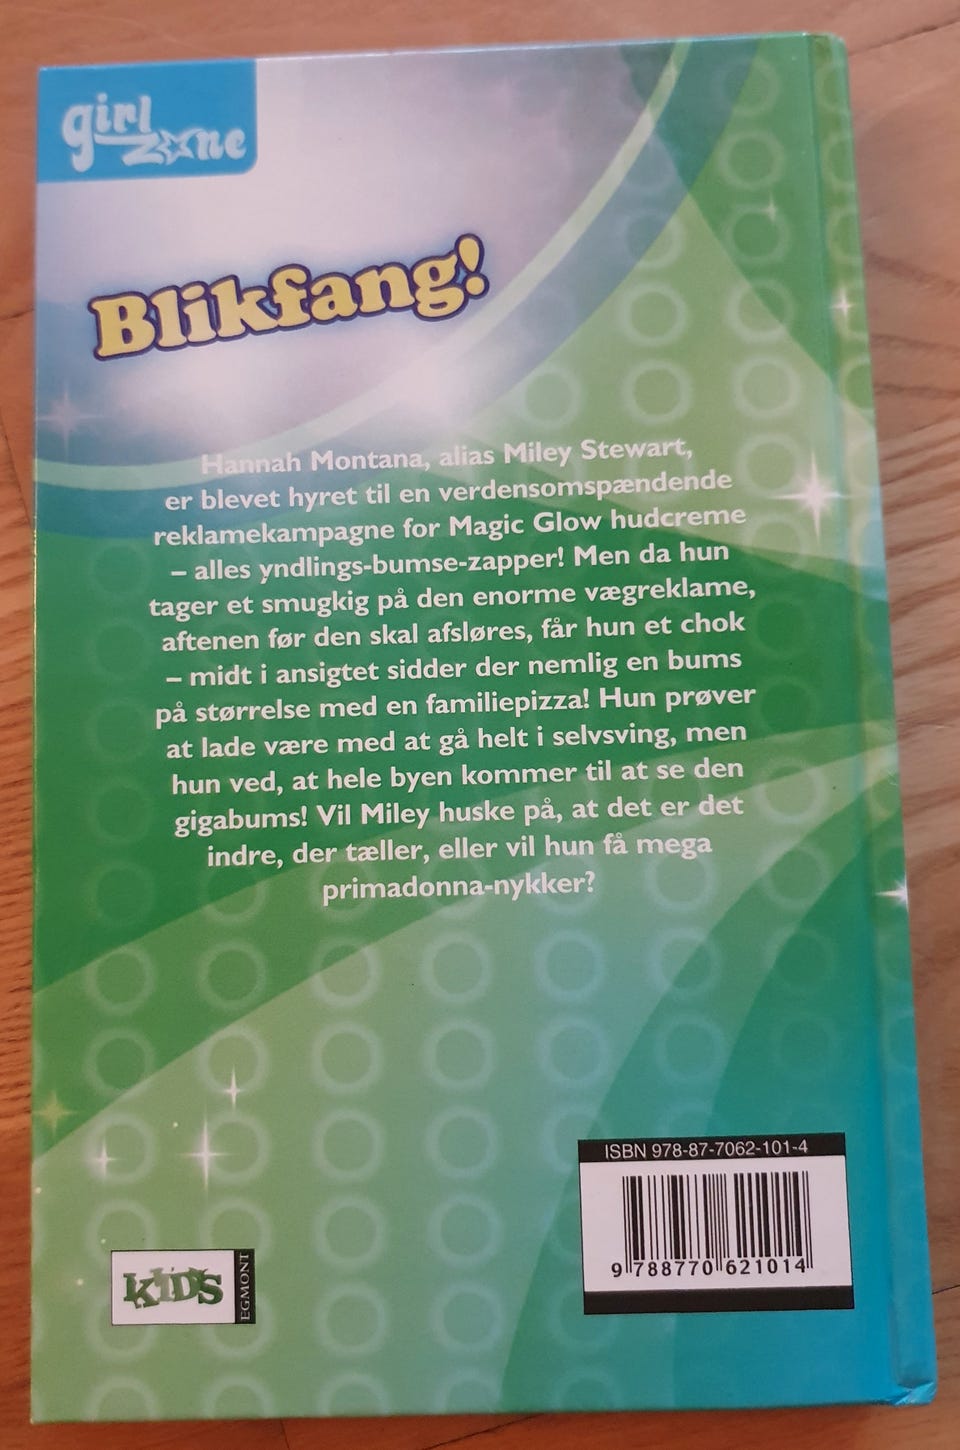 girl
zone
Blikfang!
Hannah Montana, alias Miley Stewart,
er blevet hyret til en verdensomspændende
reklamekampagne for Magic Glow hudcreme
– alles yndlings-bumse-zapper! Men da hun
tager et smugkig på den enorme vægreklame,
aftenen før den skal afsløres, får hun et chok
– midt i ansigtet sidder der nemlig en bums
på størrelse med en familiepizza! Hun prøver
at lade være med at gå helt i selvsving, men
hun ved, at hele byen kommer til at se den
gigabums! Vil Miley huske på, at det er det
indre, der tæller, eller vil hun få mega
primadonna-nykker?
ISBN 978-87-7062-101-4
9 788770 621014
KIDS
EGMONT